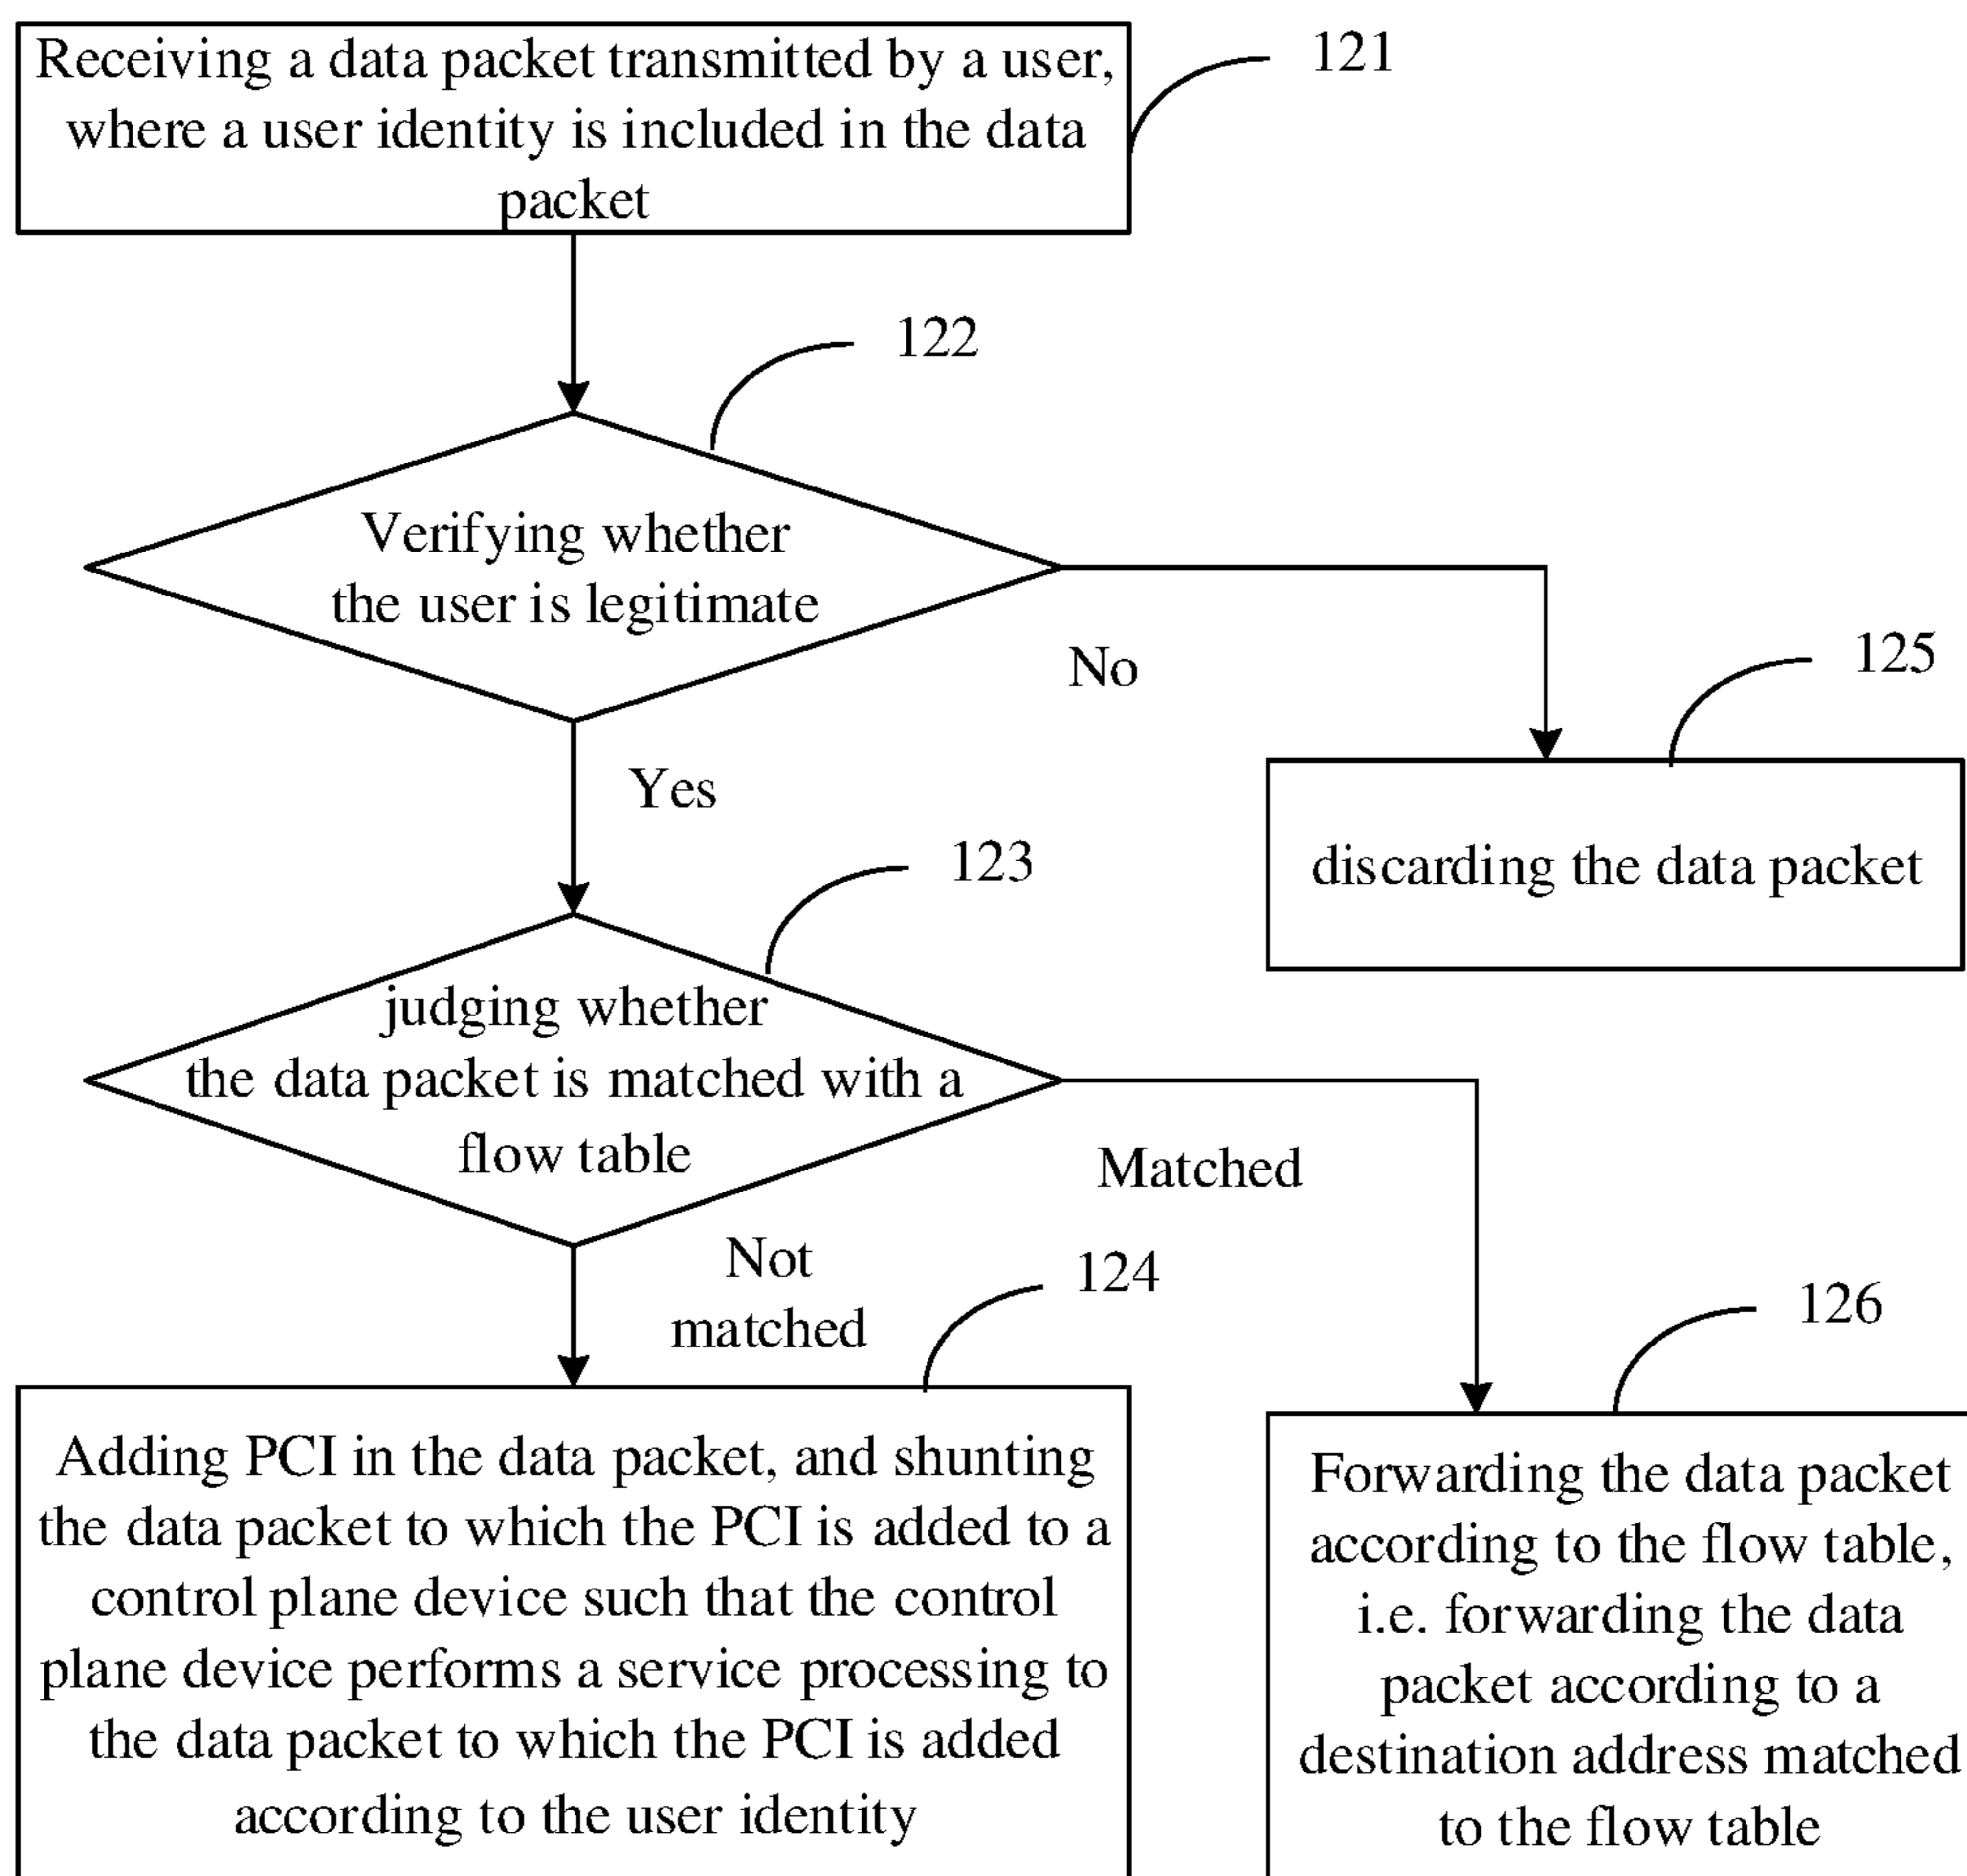 Receiving a data packet transmitted by a user,
where a user identity is included in the data
packet
121
122
Verifying whether
the user is legitimate
No
Yes
125
discarding the data packet
123
judging whether
the data packet is matched with a
flow table
Matched
Not
matched
124
Adding PCI in the data packet, and shunting
the data packet to which the PCI is added to a
control plane device such that the control
plane device performs a service processing to
the data packet to which the PCI is added
according to the user identity
126
Forwarding the data packet
according to the flow table,
i.e. forwarding the data
packet according to a
destination address matched
to the flow table